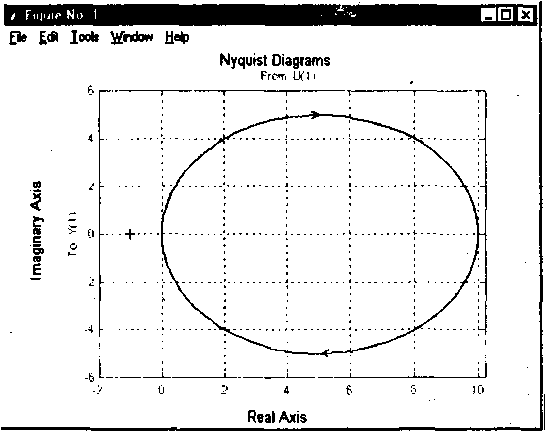 Figure No. 1
File Edit Tools Window Help
Nyquist Diagrams
From: U(1)
Imaginary Axis
To: Y(1)
6
4
2
0
-2
-4
-6
-2 0 2 4 6 8 10
Real Axis